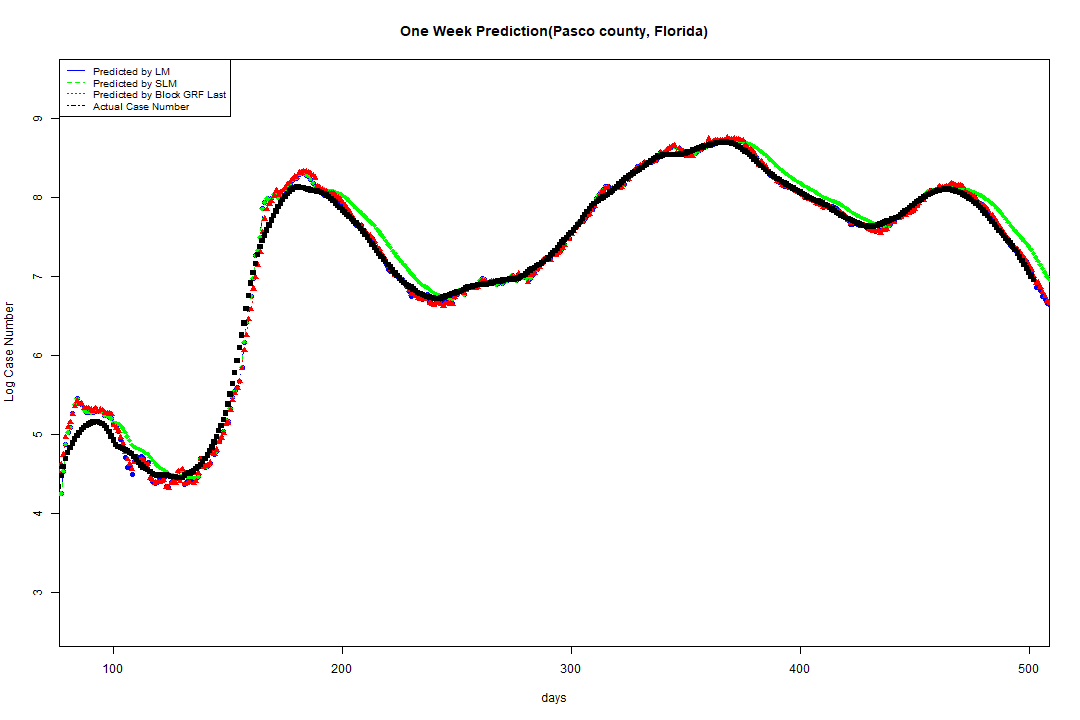 One Week Prediction(Pasco county, Florida)
Predicted by LM
Predicted by SLM
Predicted by Block GRF Last
Actual Case Number
9
8
7
6
5
4
3
Log Case Number
100 200 300 400 500
days